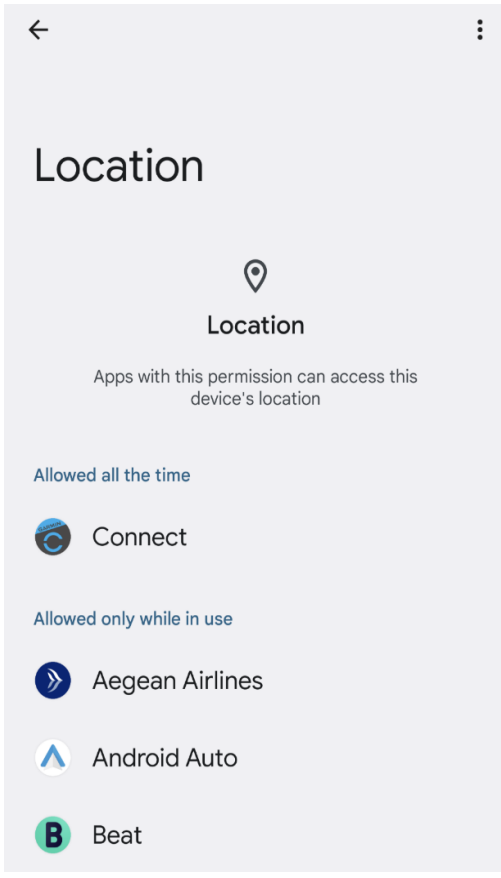 Location
Location
Apps with this permission can access this
device's location
Allowed all the time
GARMIN
Connect
Allowed only while in use
Aegean Airlines
Android Auto
B
Beat